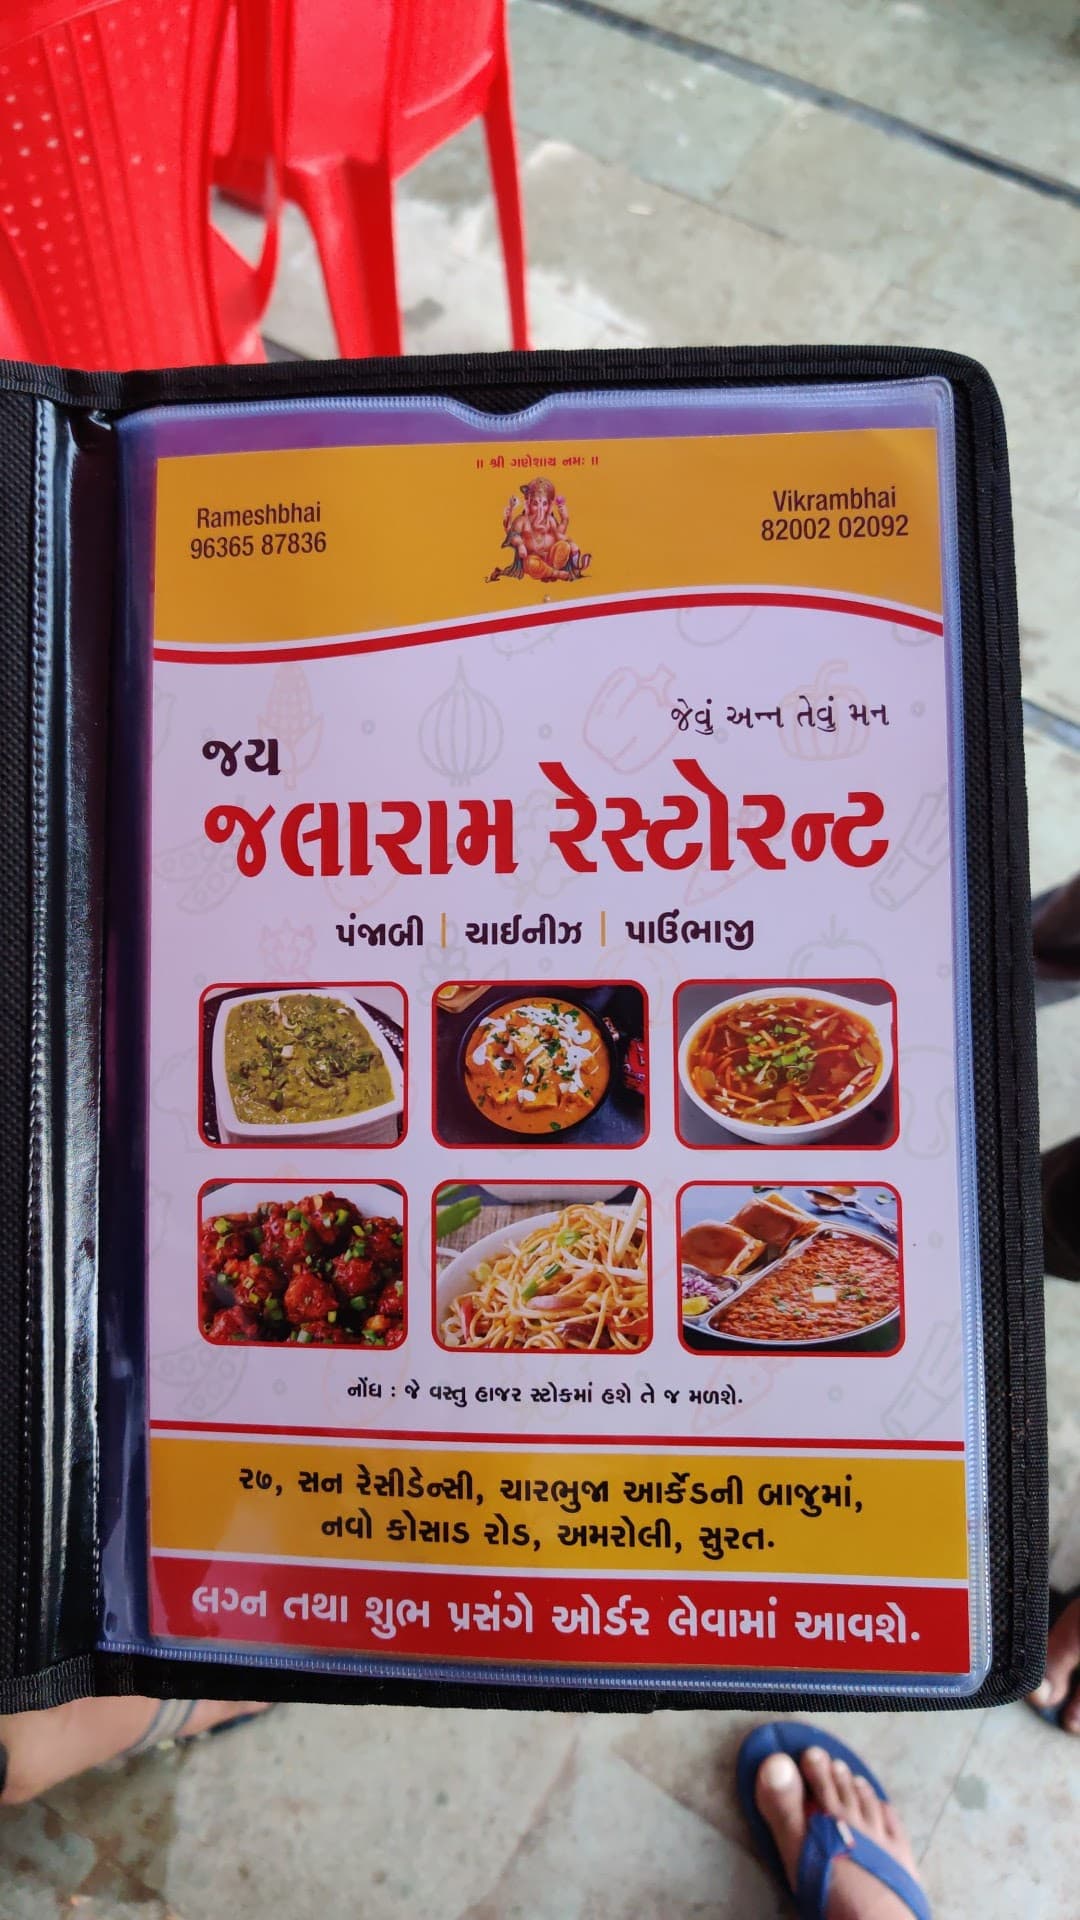 ॥ શ્રી ગણેશાય નમઃ ॥
Rameshbhai
96365 87836
Vikrambhai
82002 02092
જેવું અન્ન તેવું મન
જય
જલારામ રેસ્ટોરન્ટ
પંજાબી | ચાઈનીઝ | પાઉંભાજી
નોંધ : જે વસ્તુ હાજર સ્ટોકમાં હશે તે જ મળશે.
૨૭, સન રેસીડેન્સી, ચારભુજા આર્કેડની બાજુમાં,
નવો કોસાડ રોડ, અમરોલી, સુરત.
લગ્ન તથા શુભ પ્રસંગે ઓર્ડર લેવામાં આવશે.